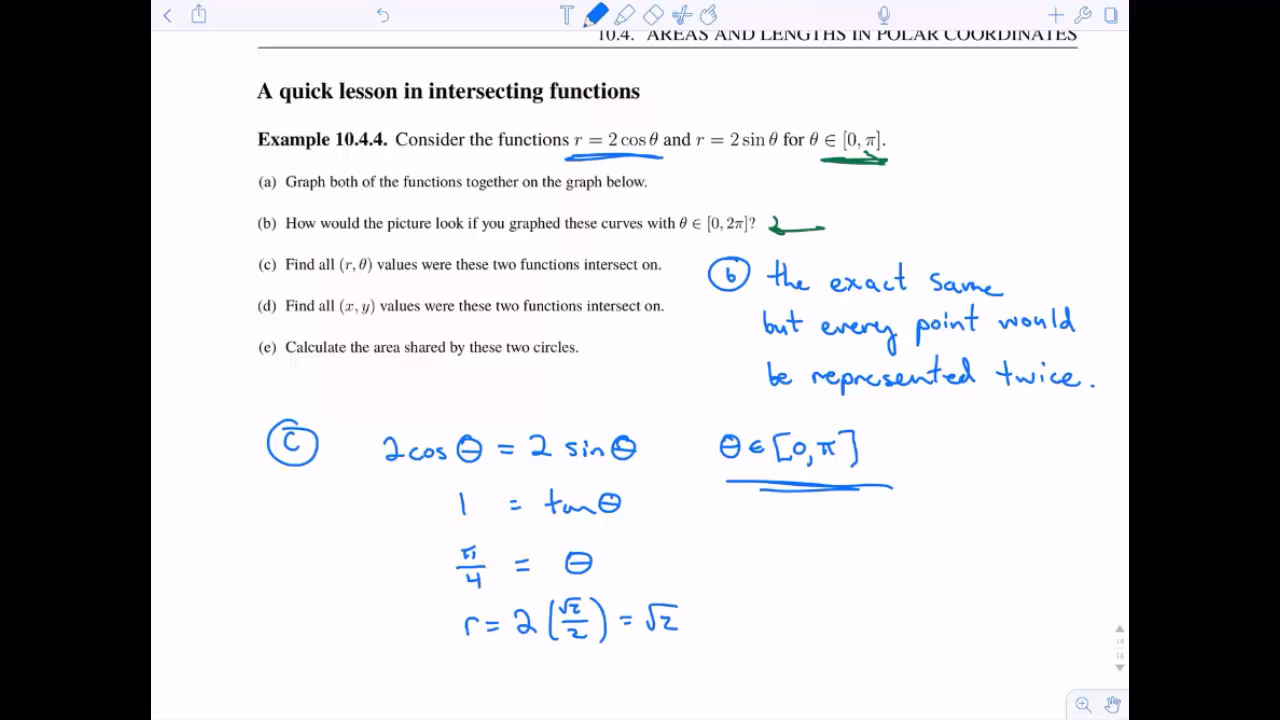 10.4. AREAS AND LENGTHS IN POLAR COORDINATES
A quick lesson in intersecting functions
Example 10.4.4. Consider the functions r = 2 cos θ and r = 2 sin θ for θ ∈ [0, π].
(a) Graph both of the functions together on the graph below.
(b) How would the picture look if you graphed these curves with θ ∈ [0, 2π]?
(c) Find all (r, θ) values were these two functions intersect on.
(d) Find all (x, y) values were these two functions intersect on.
(e) Calculate the area shared by these two circles.
b the exact same
but every point would
be represented twice.
C 2 cos θ = 2 sin θ θ ∈ [0, π]
1 = tan θ
π/4 = θ
r = 2 (√2/2) = √2